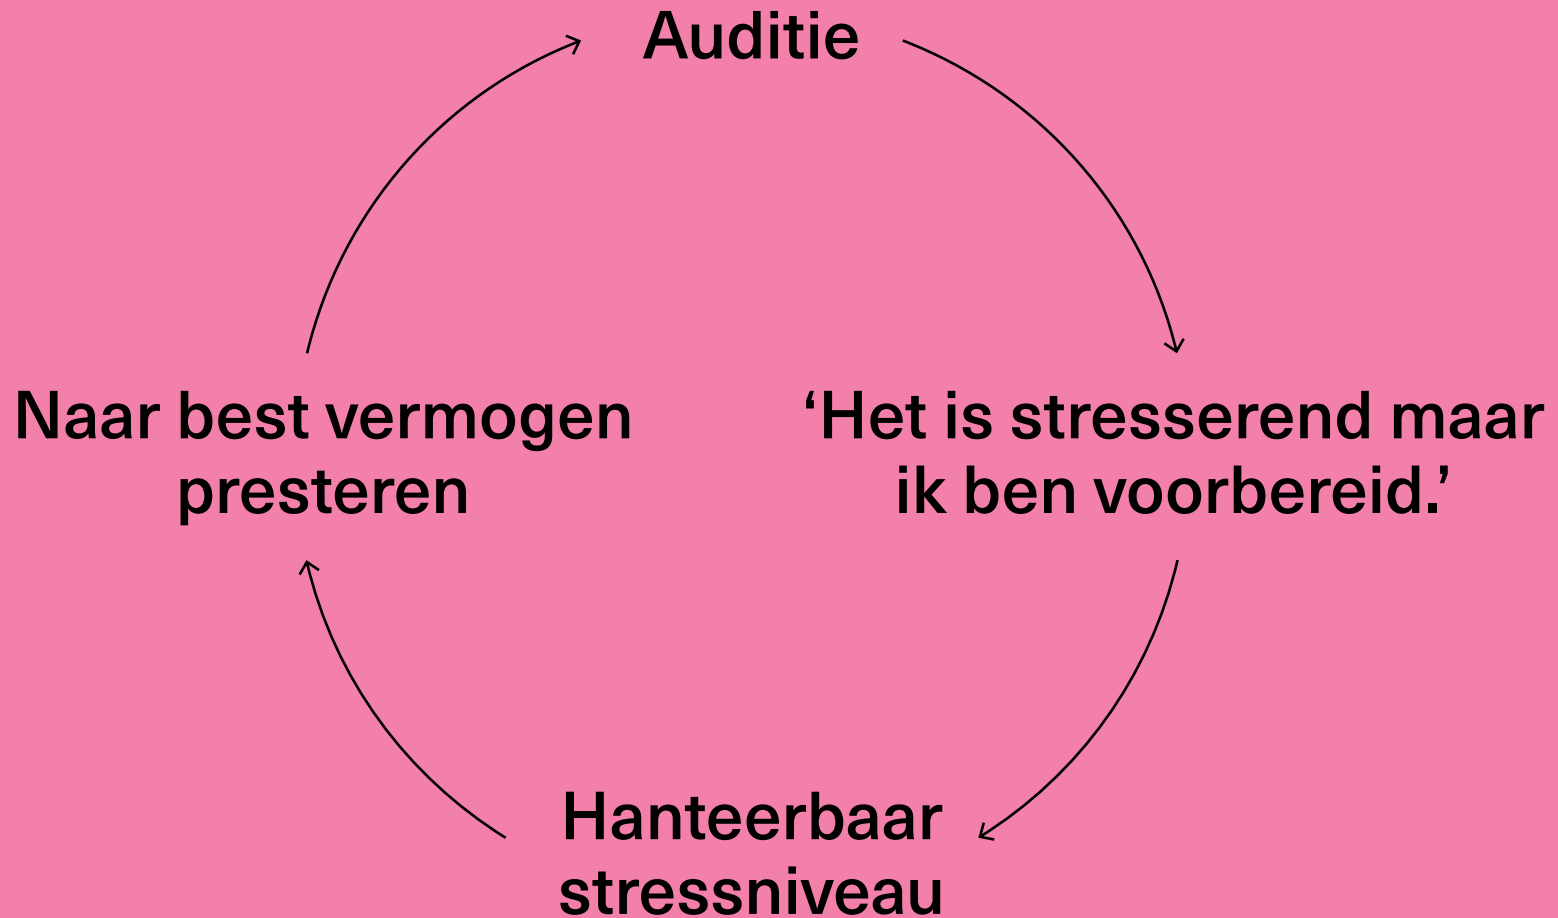 Auditie
‘Het is stresserend maar
ik ben voorbereid.’
Hanteerbaar
stressniveau
Naar best vermogen
presteren